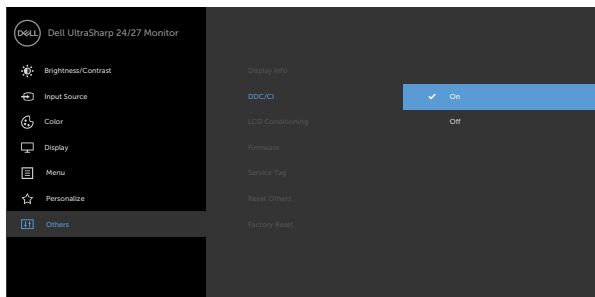 DELL
Dell UltraSharp 24/27 Monitor
Brightness/Contrast
Display Info
Input Source
DDC/CI
On
Color
LCD Conditioning
Off
Display
Firmware
Menu
Service Tag
Personalize
Reset Others
Others
Factory Reset